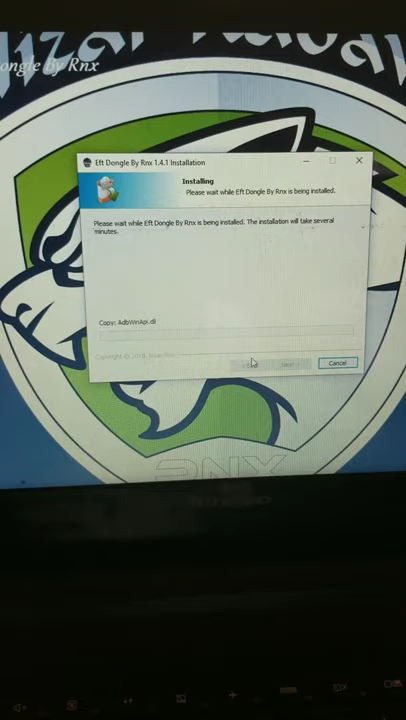 ongle By Rnx
Eft Dongle By Rnx 1.4.1 Installation
Installing
Please wait while Eft Dongle By Rnx is being installed.
Please wait while Eft Dongle By Rnx is being installed. The installation will take several
minutes.
Copy: AdbWinApi.dll
Next >
Cancel
RNX